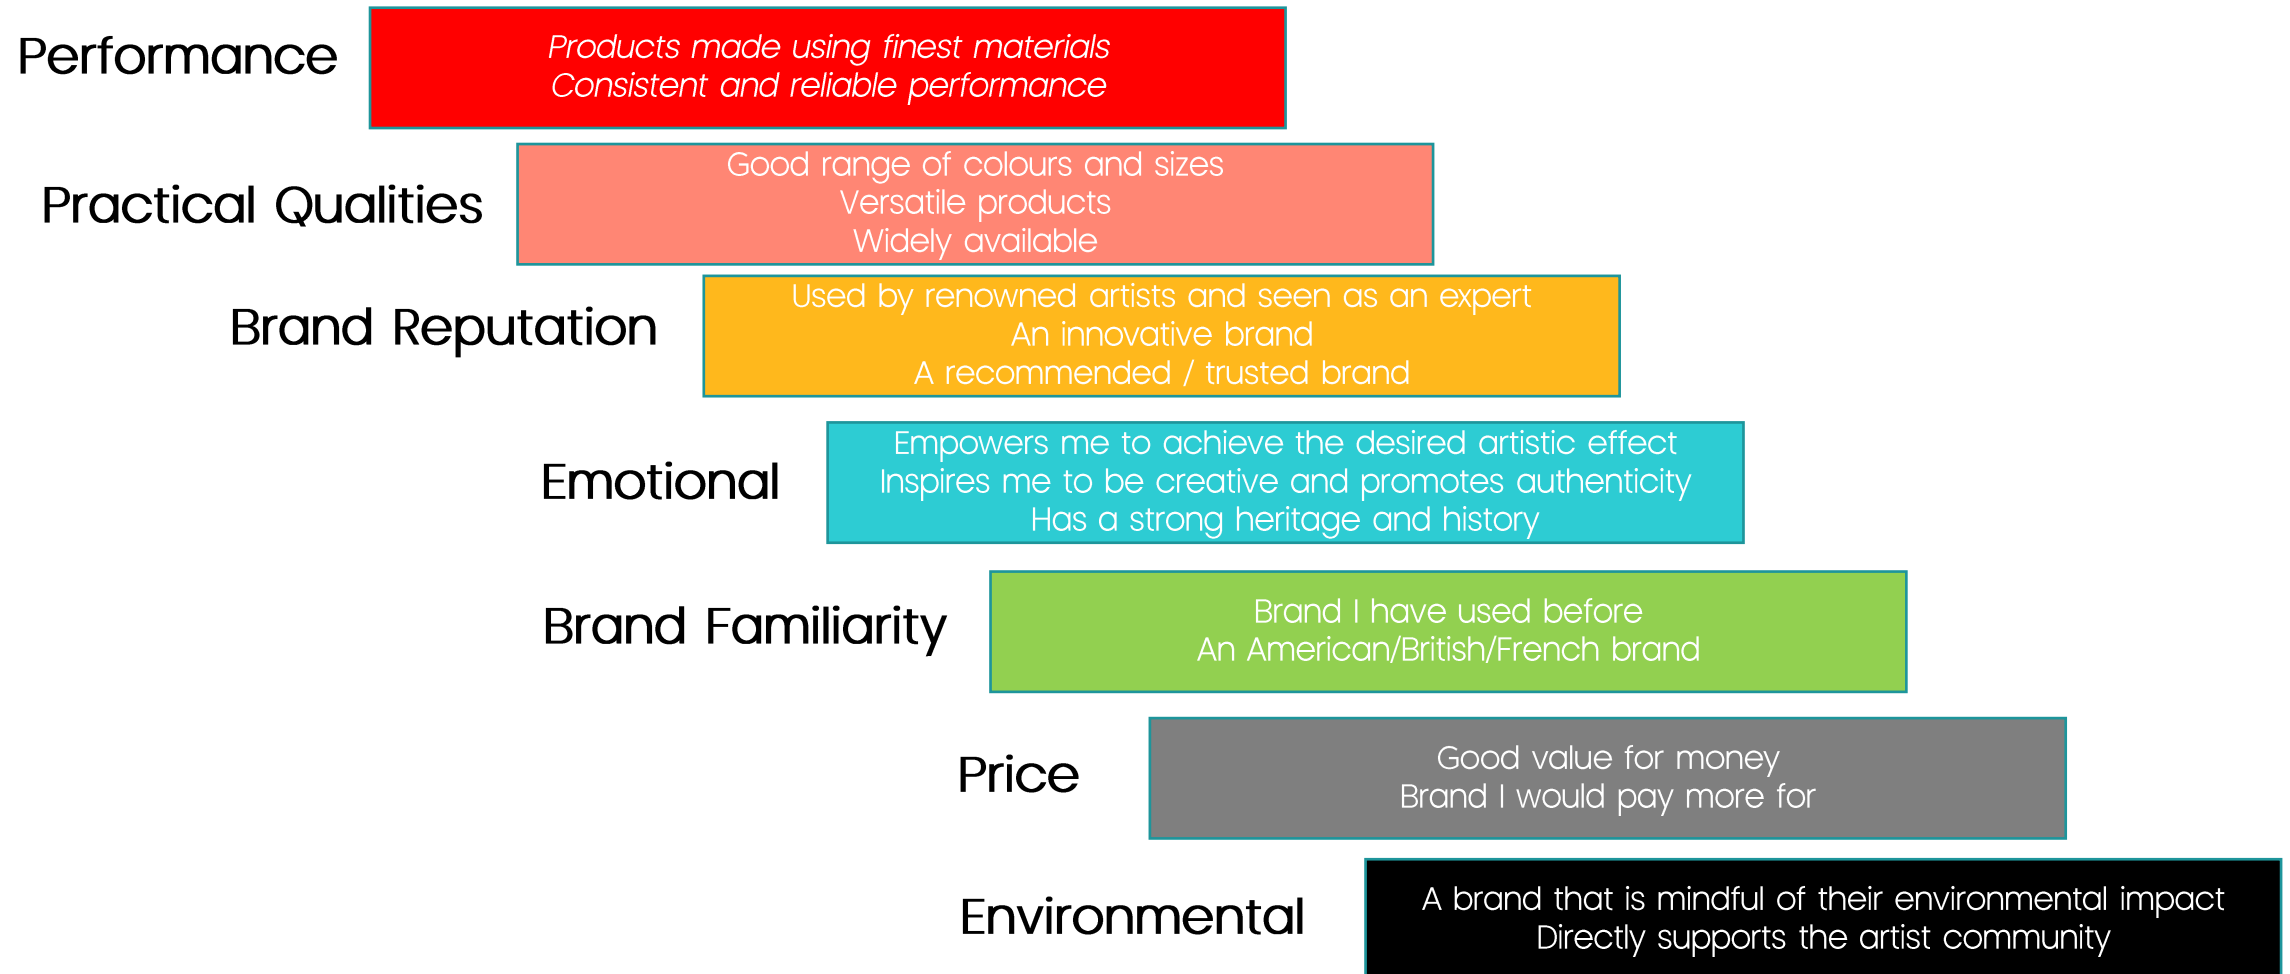 Performance
Products made using finest materials
Consistent and reliable performance
Practical Qualities
Good range of colours and sizes
Versatile products
Widely available
Brand Reputation
Used by renowned artists and seen as an expert
An innovative brand
A recommended / trusted brand
Emotional
Empowers me to achieve the desired artistic effect
Inspires me to be creative and promotes authenticity
Has a strong heritage and history
Brand Familiarity
Brand I have used before
An American/British/French brand
Price
Good value for money
Brand I would pay more for
Environmental
A brand that is mindful of their environmental impact
Directly supports the artist community